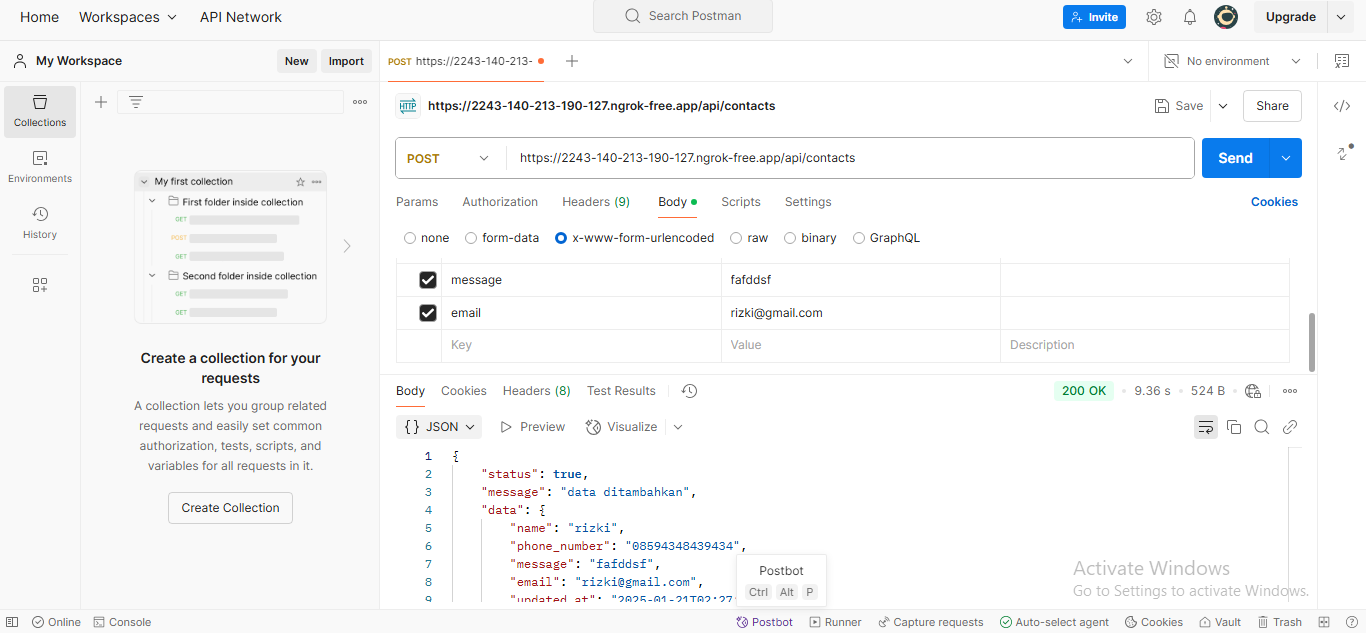 Home Workspaces API Network Search Postman Invite Upgrade
My Workspace New Import POST https://2243-140-213- No environment
Collections
Environments
History
My first collection
First folder inside collection
GET
POST
GET
Second folder inside collection
GET
GET
Create a collection for your
requests
A collection lets you group related
requests and easily set common
authorization, tests, scripts, and
variables for all requests in it.
Create Collection
HTTP https://2243-140-213-190-127.ngrok-free.app/api/contacts Save Share
POST https://2243-140-213-190-127.ngrok-free.app/api/contacts Send
Params Authorization Headers (9) Body Scripts Settings Cookies
none form-data x-www-form-urlencoded raw binary GraphQL
message fafddsf
email rizki@gmail.com
Key Value Description
Body Cookies Headers (8) Test Results 200 OK 9.36 s 524 B
{ } JSON Preview Visualize
1 {
2 "status": true,
3 "message": "data ditambahkan",
4 "data": {
5 "name": "rizki",
6 "phone_number": "08594348439434",
7 "message": "fafddsf",
8 "email": "rizki@gmail.com",
9 "updated_at": "2025-01-21T02:27:
Postbot
Ctrl Alt P
Activate Windows
Go to Settings to activate Windows.
Online Console Postbot Runner Capture requests Auto-select agent Cookies Vault Trash